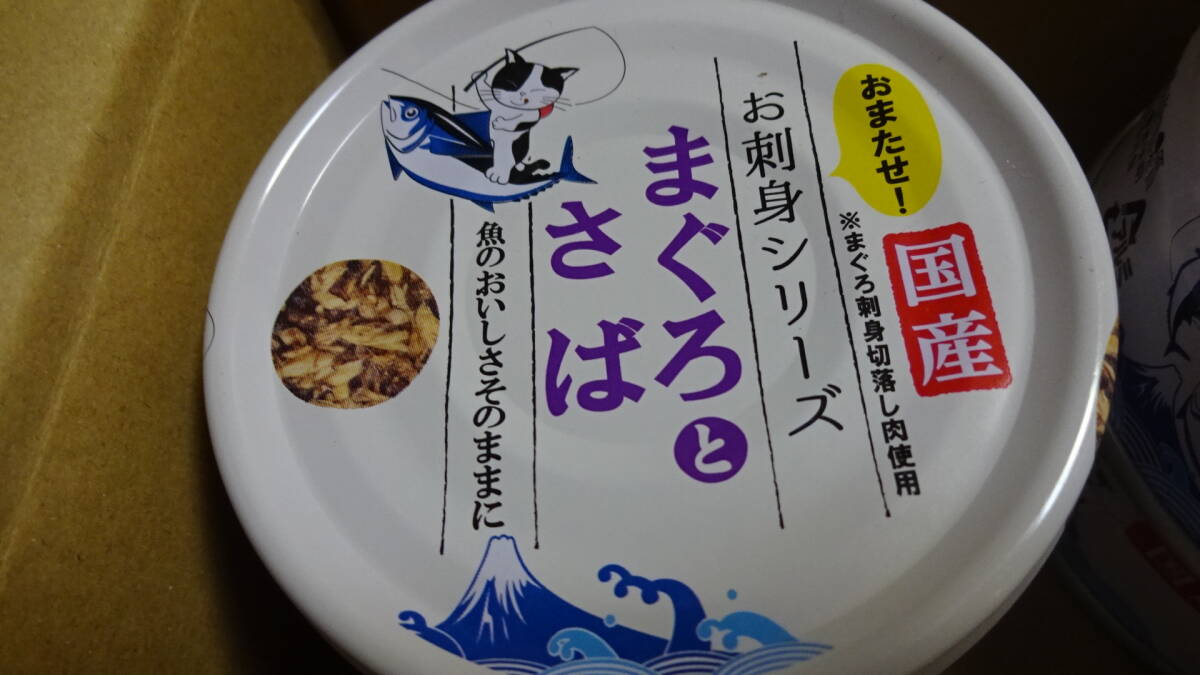 おまたせ!
国産
※まぐろ刺身切落し肉使用
お刺身シリーズ
まぐろと
さば
魚のおいしさそのままに